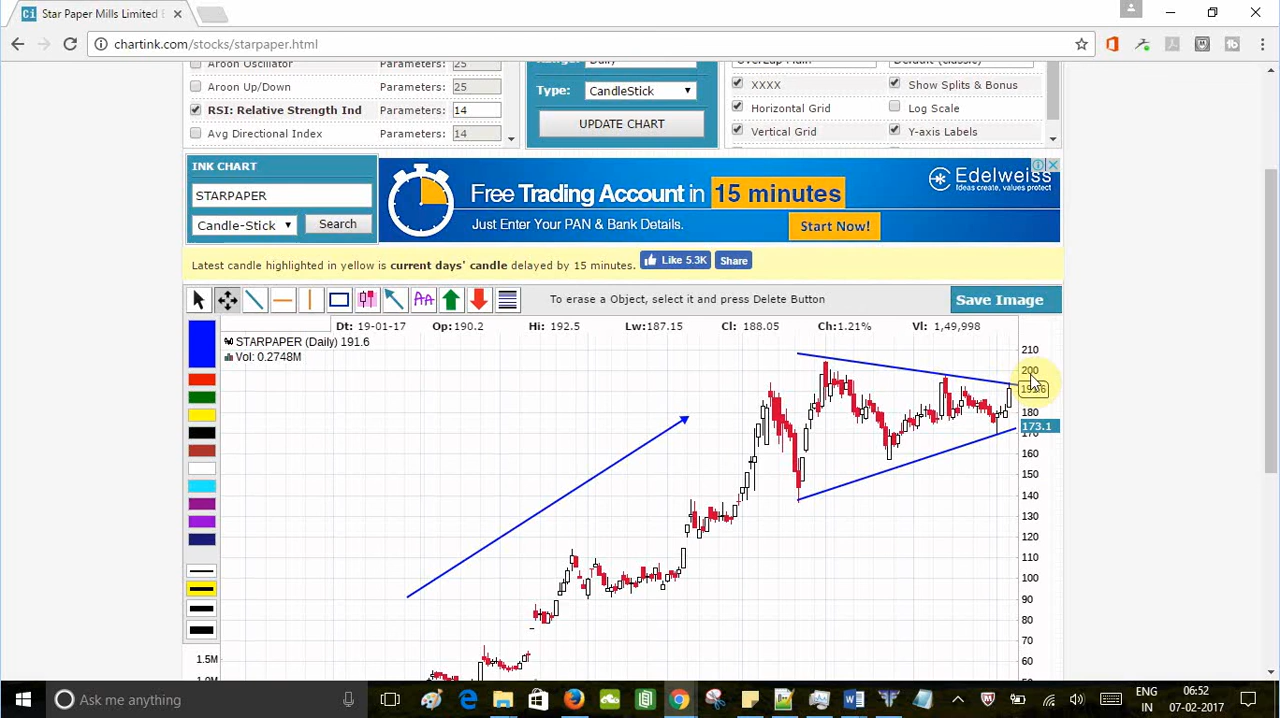 Star Paper Mills Limited
chartink.com/stocks/starpaper.html
Aroon Oscillator Parameters: 25
Aroon Up/Down Parameters: 25
RSI: Relative Strength Ind Parameters: 14
Avg Directional Index Parameters: 14
Daily
Type: CandleStick
UPDATE CHART
Default (Classic)
XXXX Show Splits & Bonus
Horizontal Grid Log Scale
Vertical Grid Y-axis Labels
INK CHART
STARPAPER
Candle-Stick Search
Free Trading Account in 15 minutes
Just Enter Your PAN & Bank Details.
Start Now!
Edelweiss
Ideas create, values protect
Latest candle highlighted in yellow is current days' candle delayed by 15 minutes.
Like 5.3K Share
AA
To erase a Object, select it and press Delete Button
Save Image
Dt: 19-01-17 Op:190.2 Hi: 192.5 Lw:187.15 Cl: 188.05 Ch:1.21% Vl: 1,49,998
STARPAPER (Daily) 191.6
Vol: 0.2748M
210
200
180
173.1
170
160
150
140
130
120
110
100
90
80
70
60
1.5M
Ask me anything
ENG
IN
06:52
07-02-2017